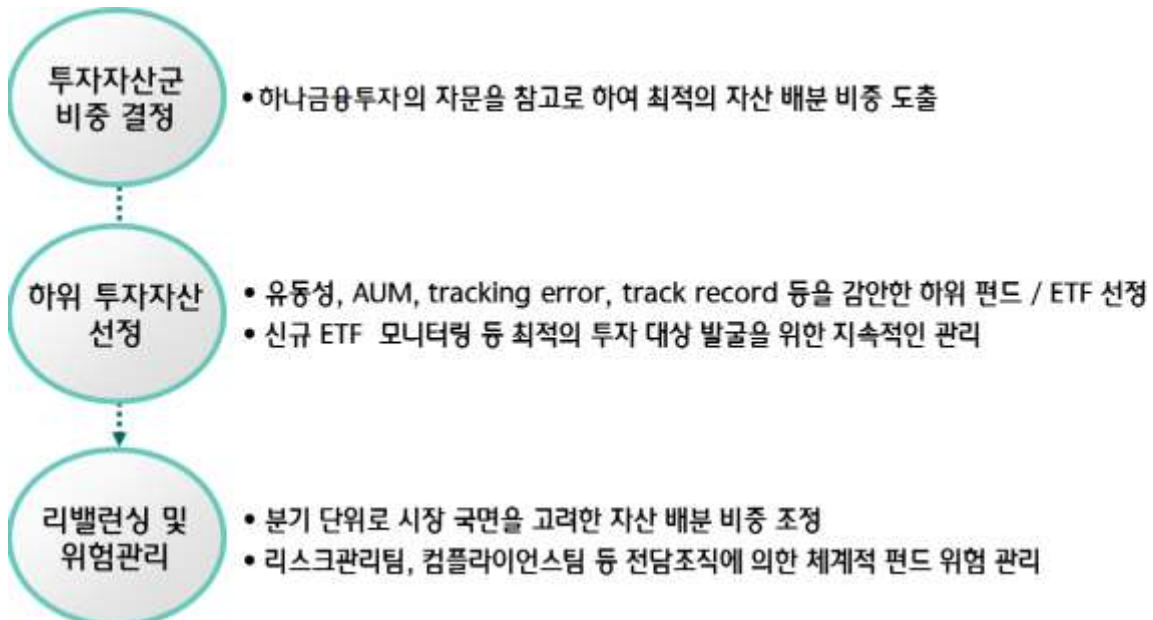 투자자산군
비중 결정
• 하나금융투자의 자문을 참고로 하여 최적의 자산 배분 비중 도출
하위 투자자산
선정
• 유동성, AUM, tracking error, track record 등을 감안한 하위 펀드 / ETF 선정
• 신규 ETF 모니터링 등 최적의 투자 대상 발굴을 위한 지속적인 관리
리밸런싱 및
위험관리
• 분기 단위로 시장 국면을 고려한 자산 배분 비중 조정
• 리스크관리팀, 컴플라이언스팀 등 전담조직에 의한 체계적 펀드 위험 관리